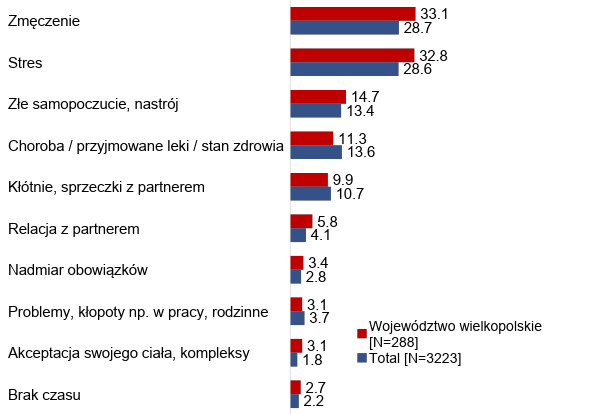 Zmęczenie 33.1
28.7
Stres 32.8
28.6
Złe samopoczucie, nastrój 14.7
13.4
Choroba / przyjmowane leki / stan zdrowia 11.3
13.6
Kłótnie, sprzeczki z partnerem 9.9
10.7
Relacja z partnerem 5.8
4.1
Nadmiar obowiązków 3.4
2.8
Problemy, kłopoty np. w pracy, rodzinne 3.1
3.7
Akceptacja swojego ciała, kompleksy 3.1
1.8
Brak czasu 2.7
2.2
Województwo wielkopolskie
[N=288]
Total [N=3223]